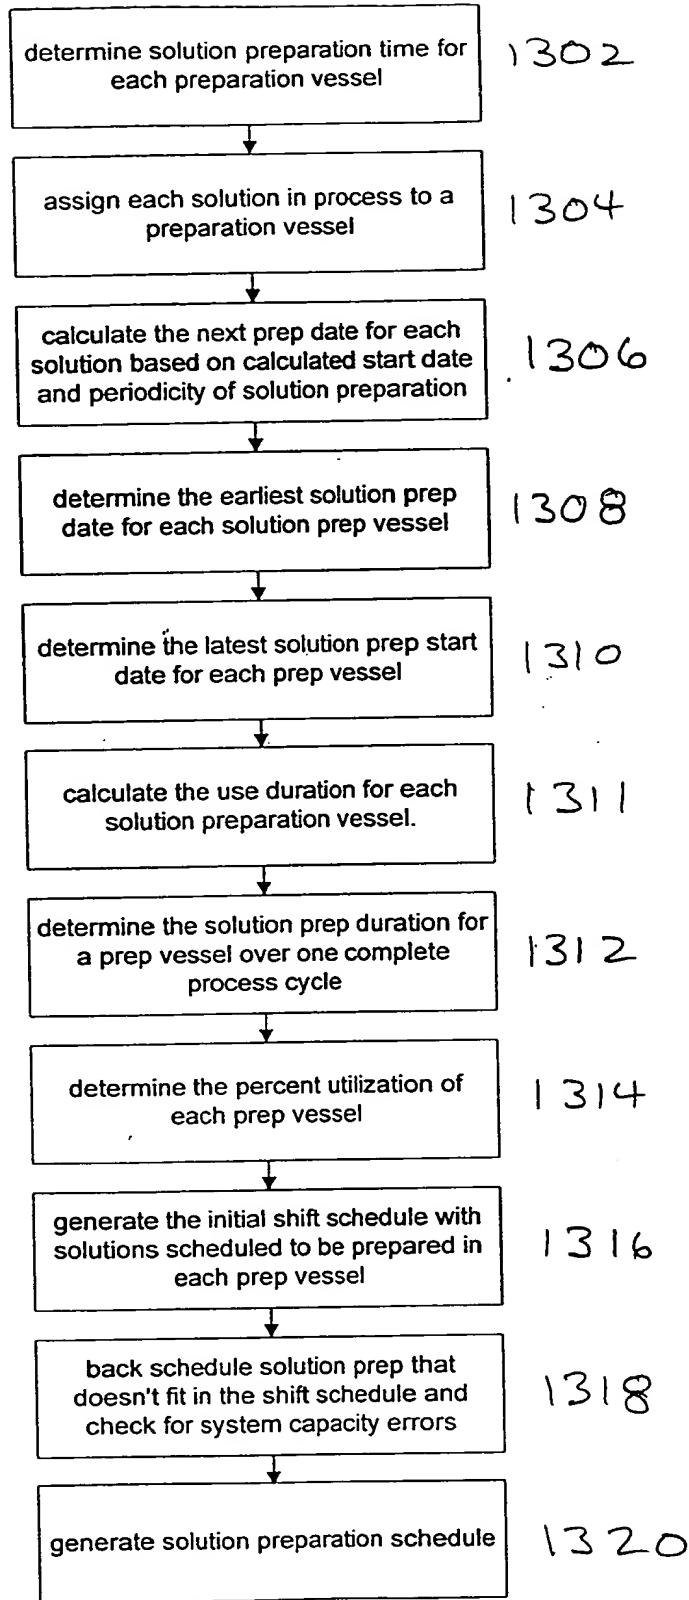 determine solution preparation time for
each preparation vessel
1302
assign each solution in process to a
preparation vessel
1304
calculate the next prep date for each
solution based on calculated start date
and periodicity of solution preparation
1306
determine the earliest solution prep
date for each solution prep vessel
1308
determine the latest solution prep start
date for each prep vessel
1310
calculate the use duration for each
solution preparation vessel.
1311
determine the solution prep duration for
a prep vessel over one complete
process cycle
1312
determine the percent utilization of
each prep vessel
1314
generate the initial shift schedule with
solutions scheduled to be prepared in
each prep vessel
1316
back schedule solution prep that
doesn't fit in the shift schedule and
check for system capacity errors
1318
generate solution preparation schedule
1320